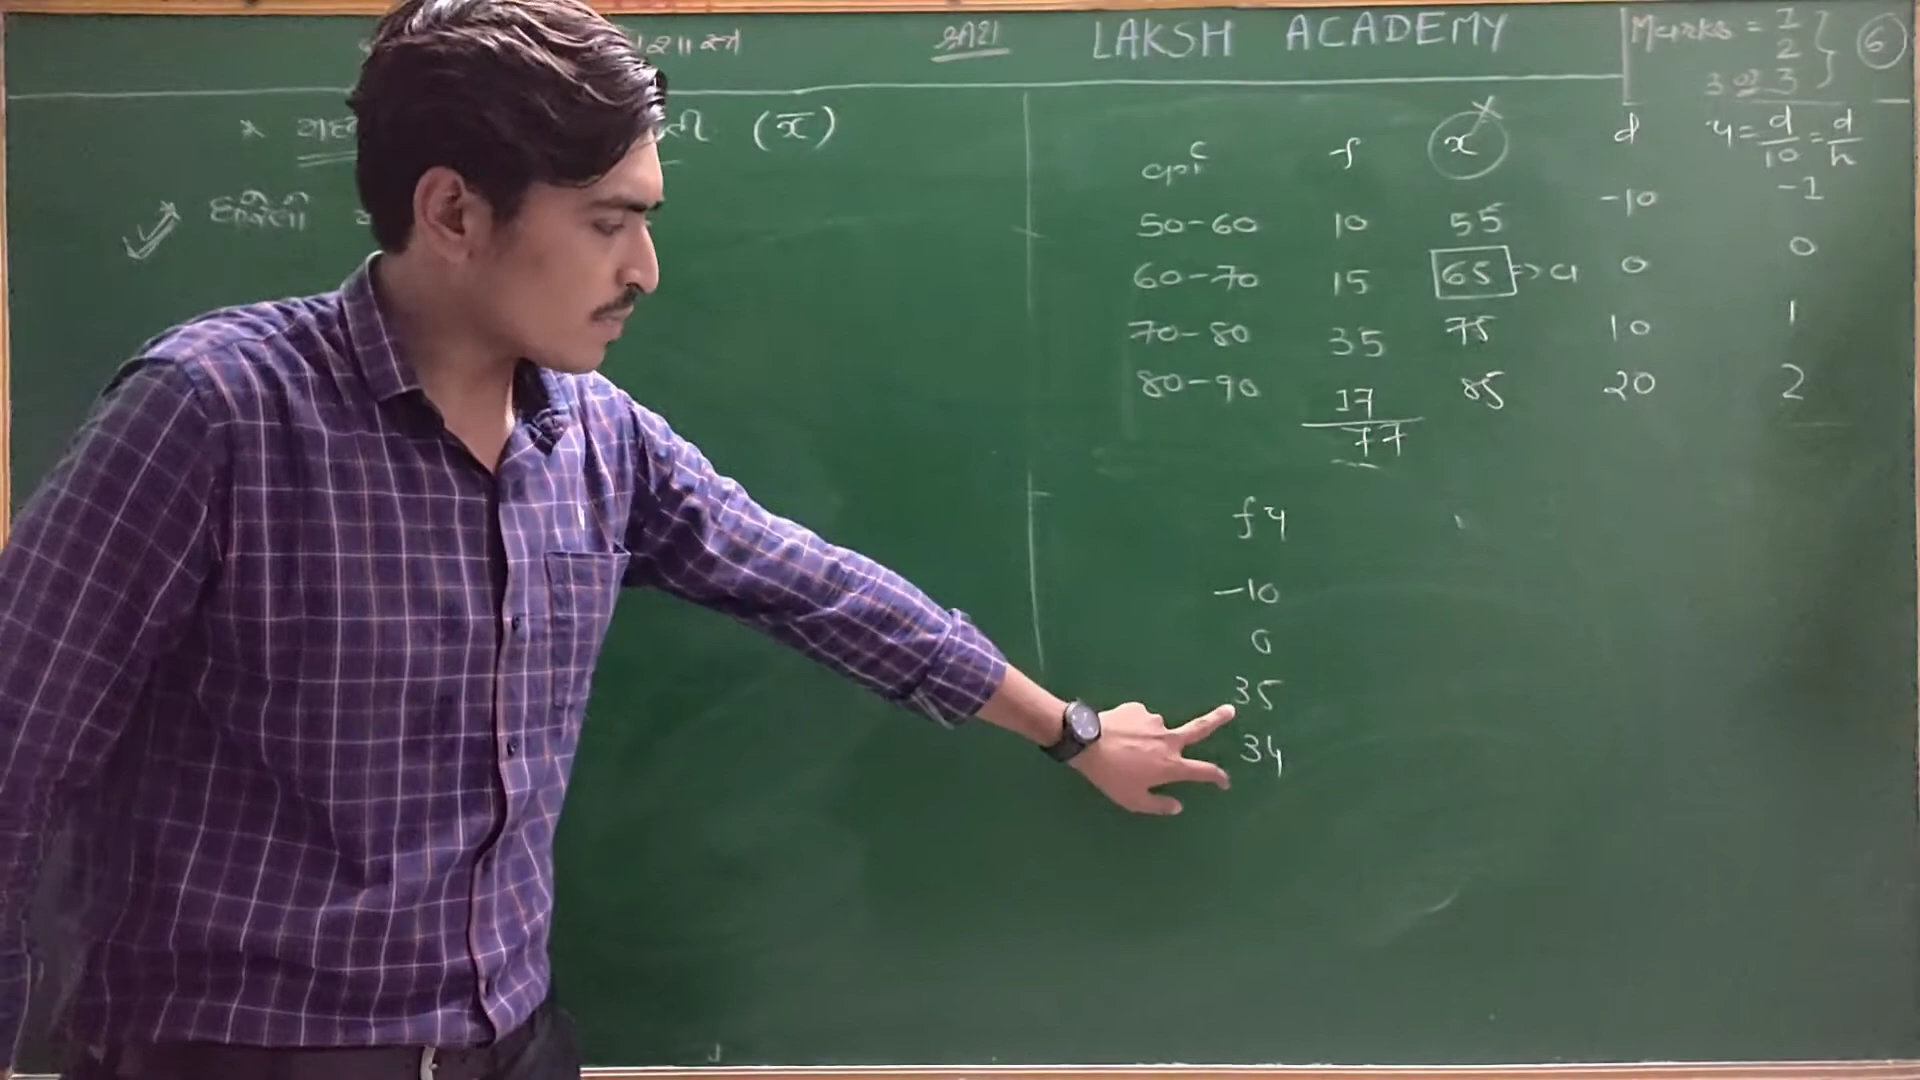 LAKSH ACADEMY
Marks = 1
2
3 3
6
(x̄)
f x d u = d/10 = d/h
50-60 10 55 -10 -1
60-70 15 65 => a 0 0
70-80 35 75 10 1
80-90 17 85 20 2
77
fu
-10
0
35
34